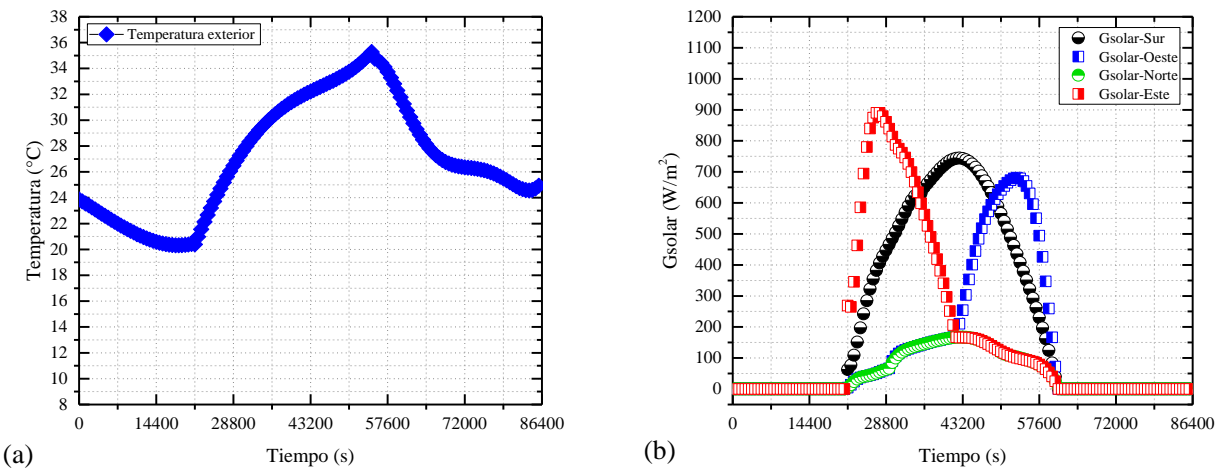 38
36
34
32
30
28
26
24
22
20
18
16
14
12
10
8
Temperatura (°C)
Temperatura exterior
0 14400 28800 43200 57600 72000 86400
Tiempo (s)
(a)
1200
1100
1000
900
800
700
600
500
400
300
200
100
0
Gsolar (W/m²)
Gsolar-Sur
Gsolar-Oeste
Gsolar-Norte
Gsolar-Este
0 14400 28800 43200 57600 72000 86400
Tiempo (s)
(b)